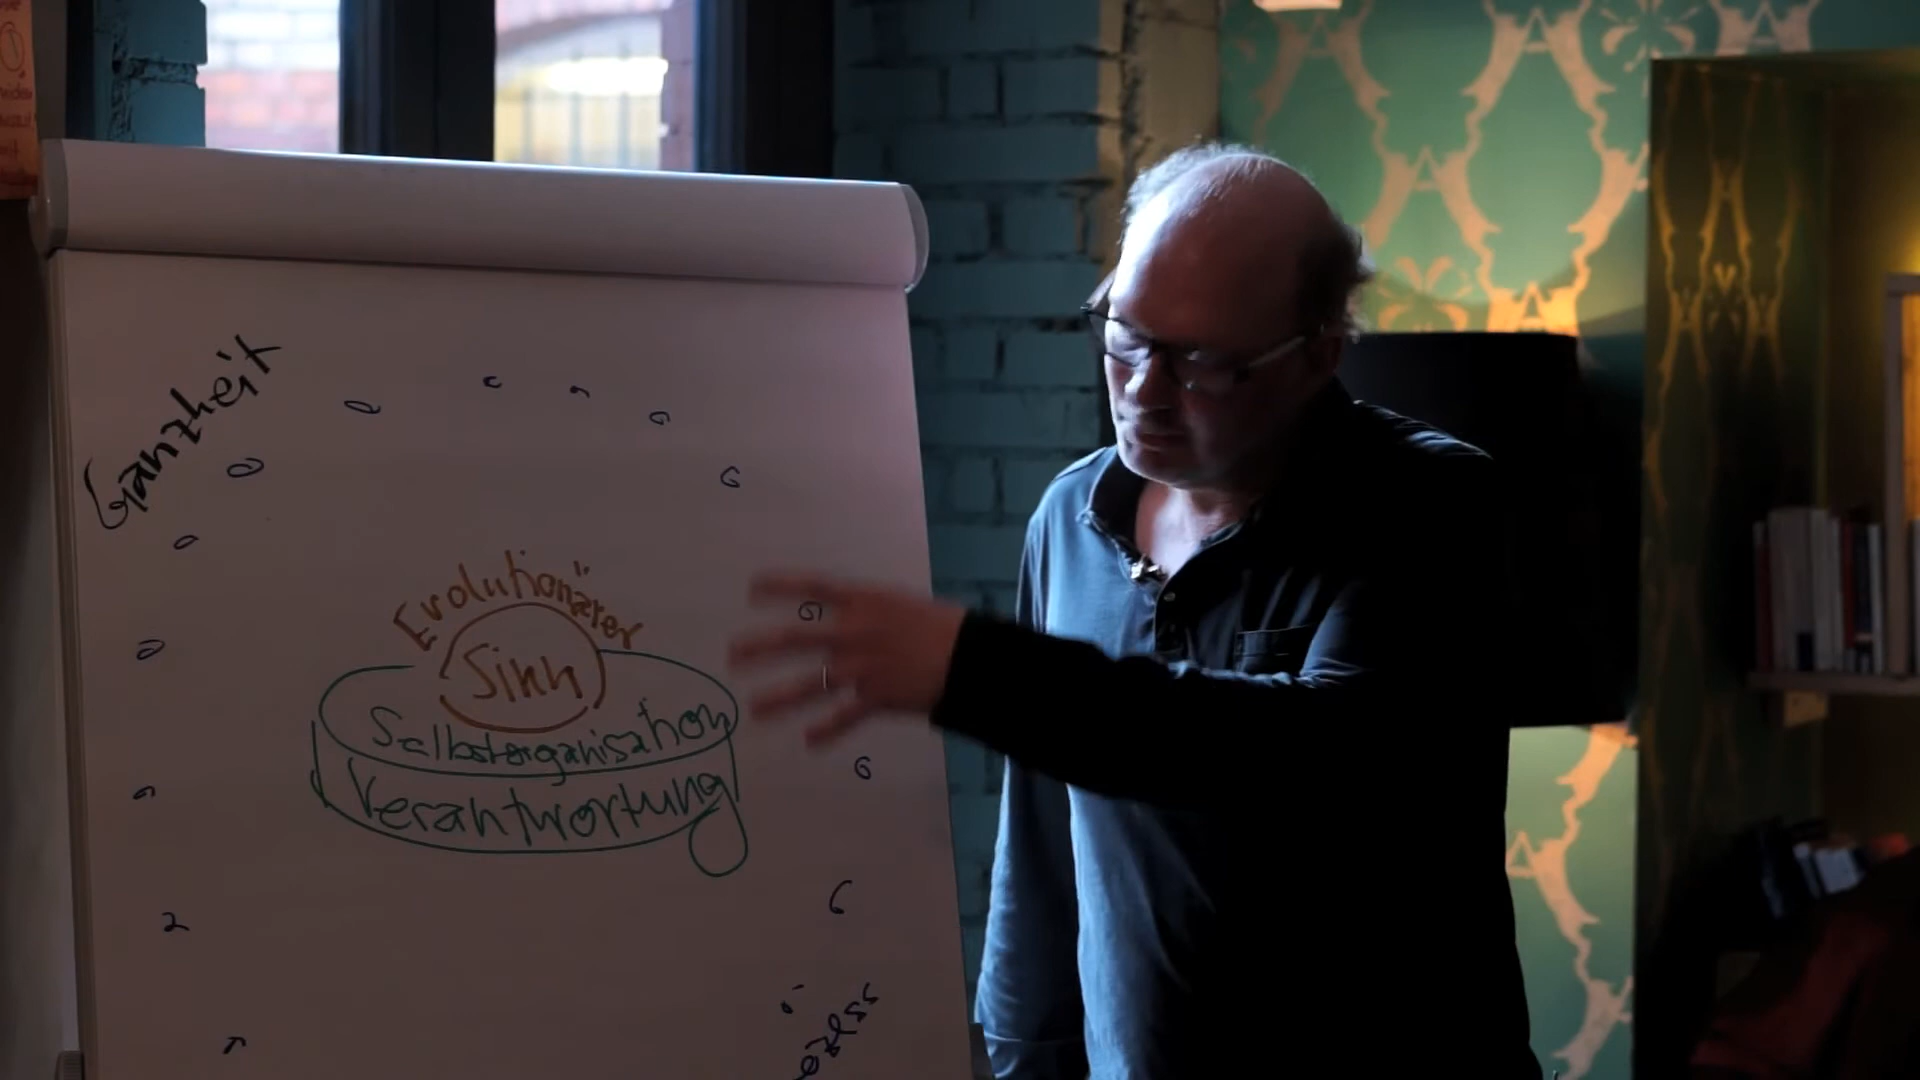 Ganzheit
Evolutionärer
Sinn
Selbstorganisation
Verantwortung